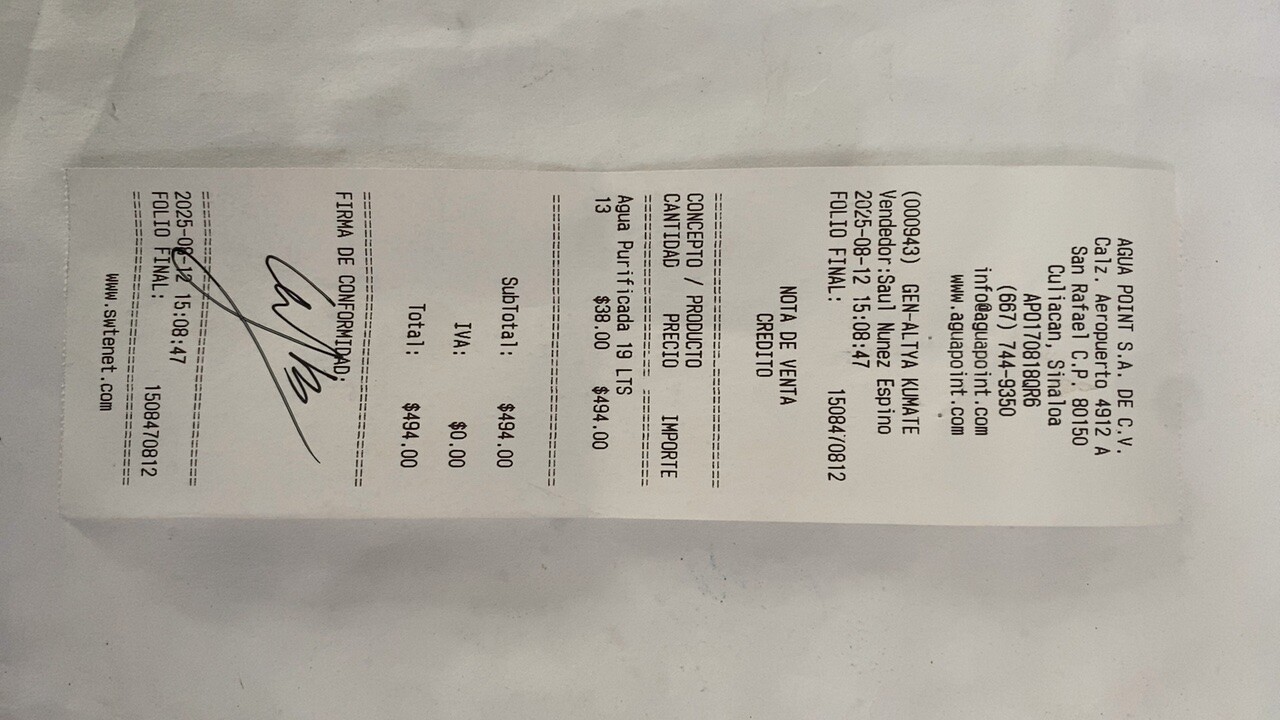 AGUA POINT S.A. DE C.V.
Calz. Aeropuerto 4912 A
San Rafael C.P. 80150
Culiacan, Sinaloa
APO170818QR6
(667) 744-9350
info@aguapoint.com
www.aguapoint.com
(000943) GEN-ALTYA KUMATE
Vendedor:Saul Nunez Espino
2025-08-12 15:08:47
FOLIO FINAL: 1508470812
NOTA DE VENTA
CREDITO
=============================
CONCEPTO / PRODUCTO
CANTIDAD PRECIO IMPORTE
=============================
Agua Purificada 19 LTS
13 $38.00 $494.00
=============================
SubTotal: $494.00
IVA: $0.00
Total: $494.00
=============================
FIRMA DE CONFORMIDAD:
=============================
2025-08-12 15:08:47
FOLIO FINAL: 1508470812
=============================
www.swtenet.com